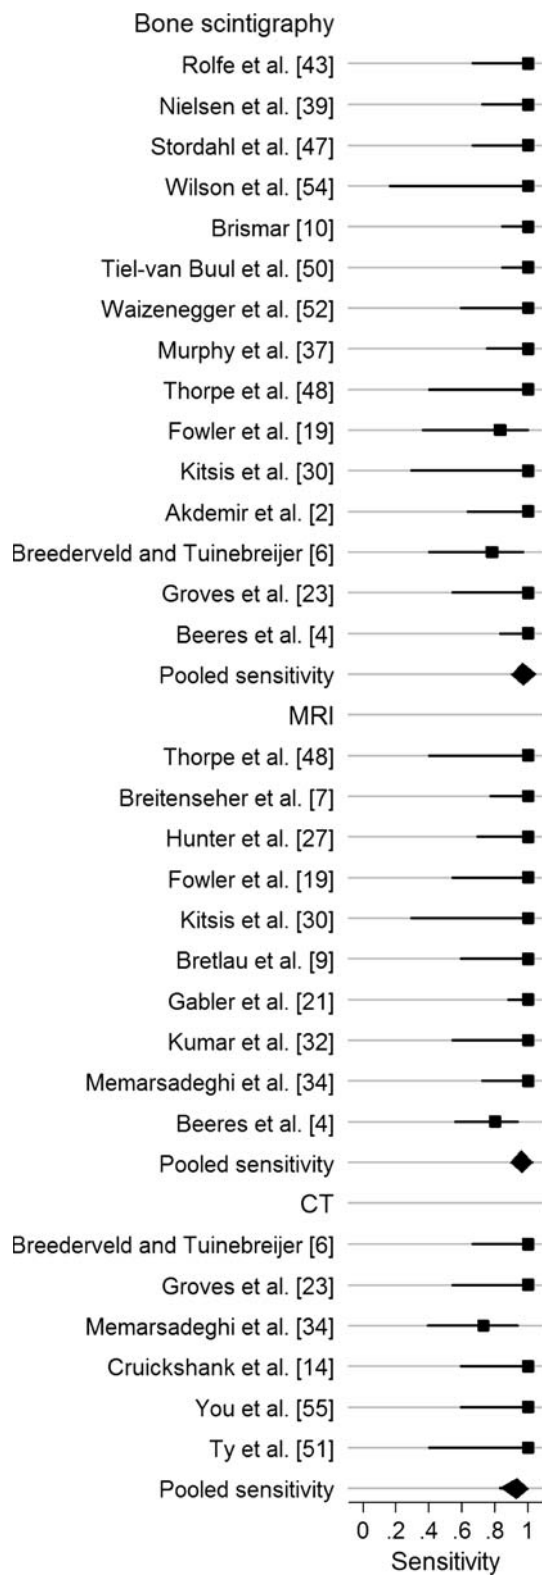 Bone scintigraphy
Rolfe et al. [43]
Nielsen et al. [39]
Stordahl et al. [47]
Wilson et al. [54]
Brismar [10]
Tiel-van Buul et al. [50]
Waizenegger et al. [52]
Murphy et al. [37]
Thorpe et al. [48]
Fowler et al. [19]
Kitsis et al. [30]
Akdemir et al. [2]
Breederveld and Tuinebreijer [6]
Groves et al. [23]
Beeres et al. [4]
Pooled sensitivity
MRI
Thorpe et al. [48]
Breitenseher et al. [7]
Hunter et al. [27]
Fowler et al. [19]
Kitsis et al. [30]
Bretlau et al. [9]
Gabler et al. [21]
Kumar et al. [32]
Memarsadeghi et al. [34]
Beeres et al. [4]
Pooled sensitivity
CT
Breederveld and Tuinebreijer [6]
Groves et al. [23]
Memarsadeghi et al. [34]
Cruickshank et al. [14]
You et al. [55]
Ty et al. [51]
Pooled sensitivity
0 .2 .4 .6 .8 1
Sensitivity